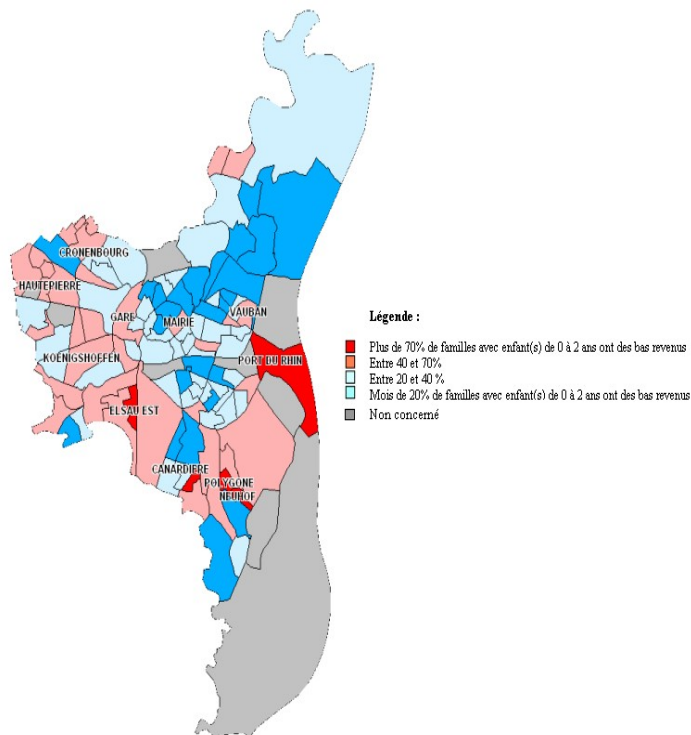 CRONENBOURG
HAUTEPIERRE
GARE
MAIRIE
VAUBAN
KOENIGSHOFFEN
PORT DU RHIN
ELSAU EST
CANARDIERE
POLYGONE
NEUHOF
Légende :
Plus de 70% de familles avec enfant(s) de 0 à 2 ans ont des bas revenus
Entre 40 et 70%
Entre 20 et 40 %
Mois de 20% de familles avec enfant(s) de 0 à 2 ans ont des bas revenus
Non concerné